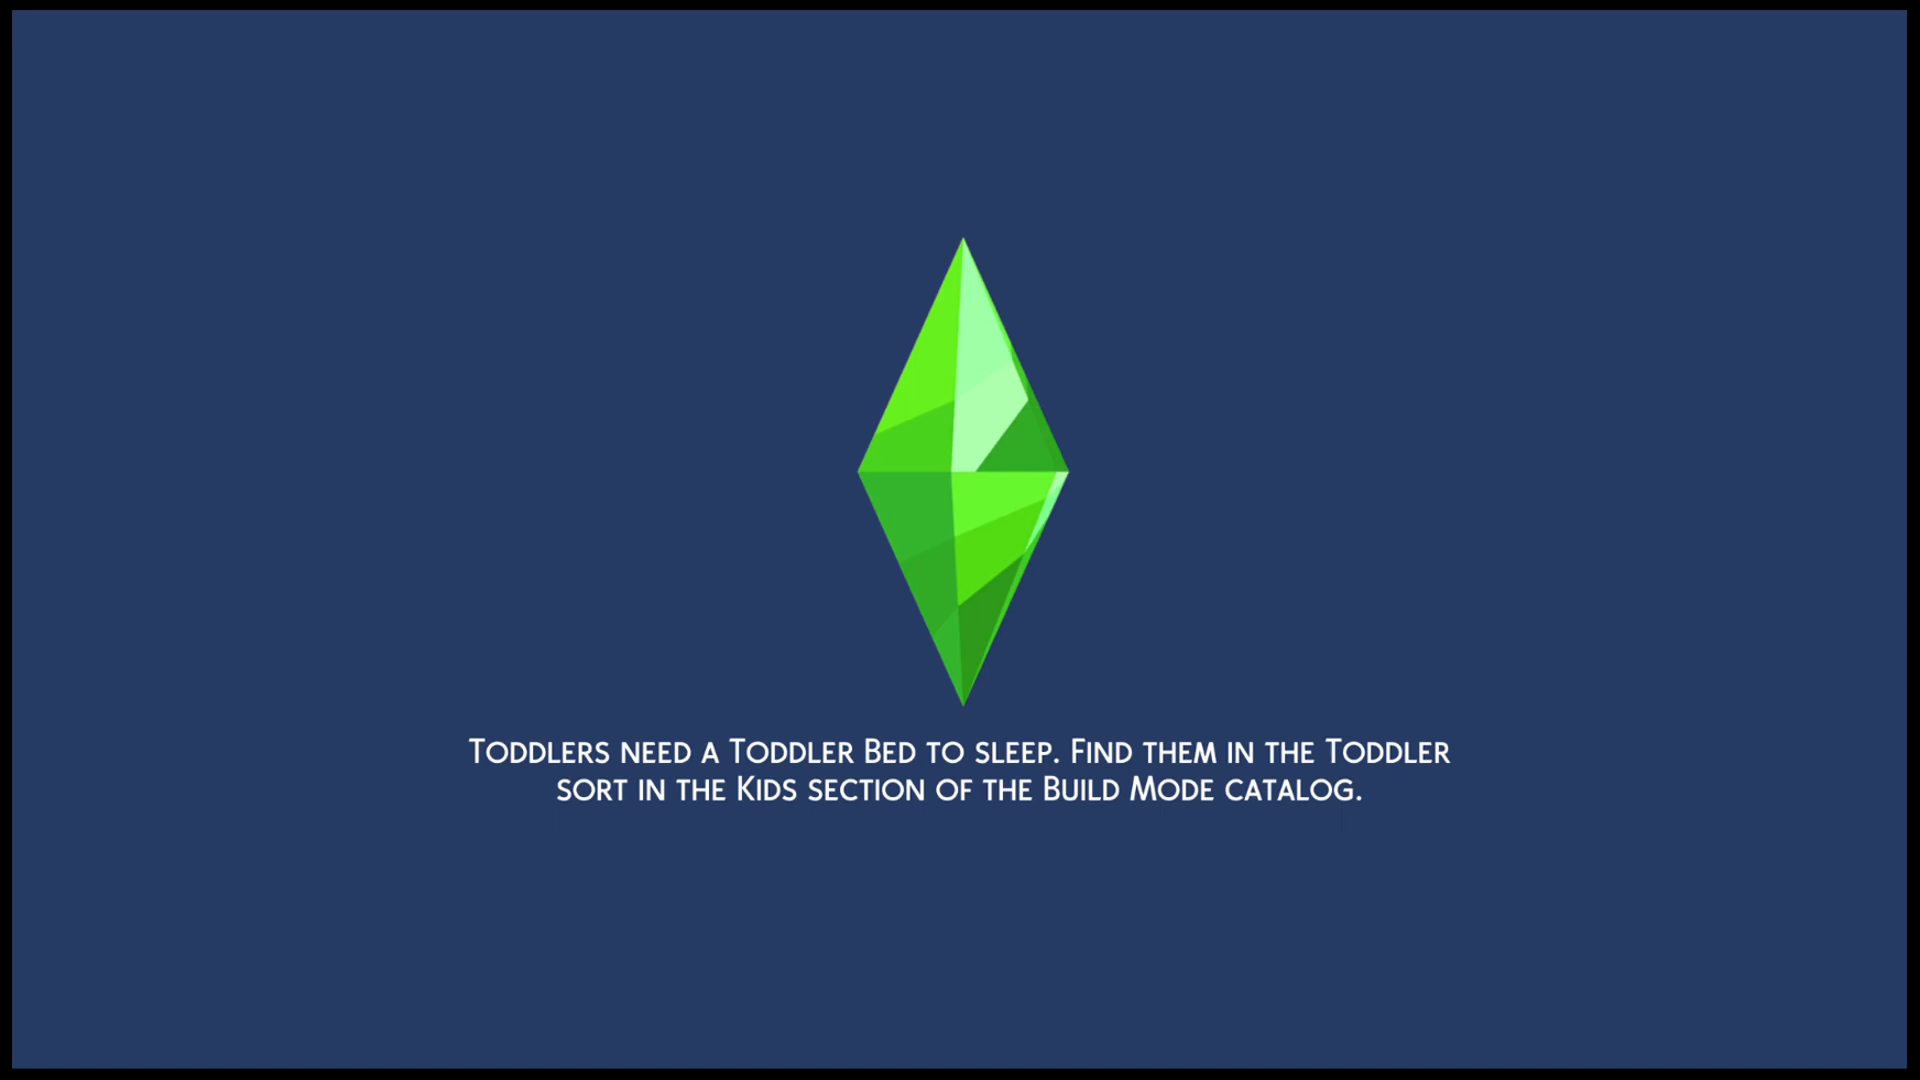 Toddlers need a Toddler Bed to sleep. Find them in the Toddler
sort in the Kids section of the Build Mode catalog.